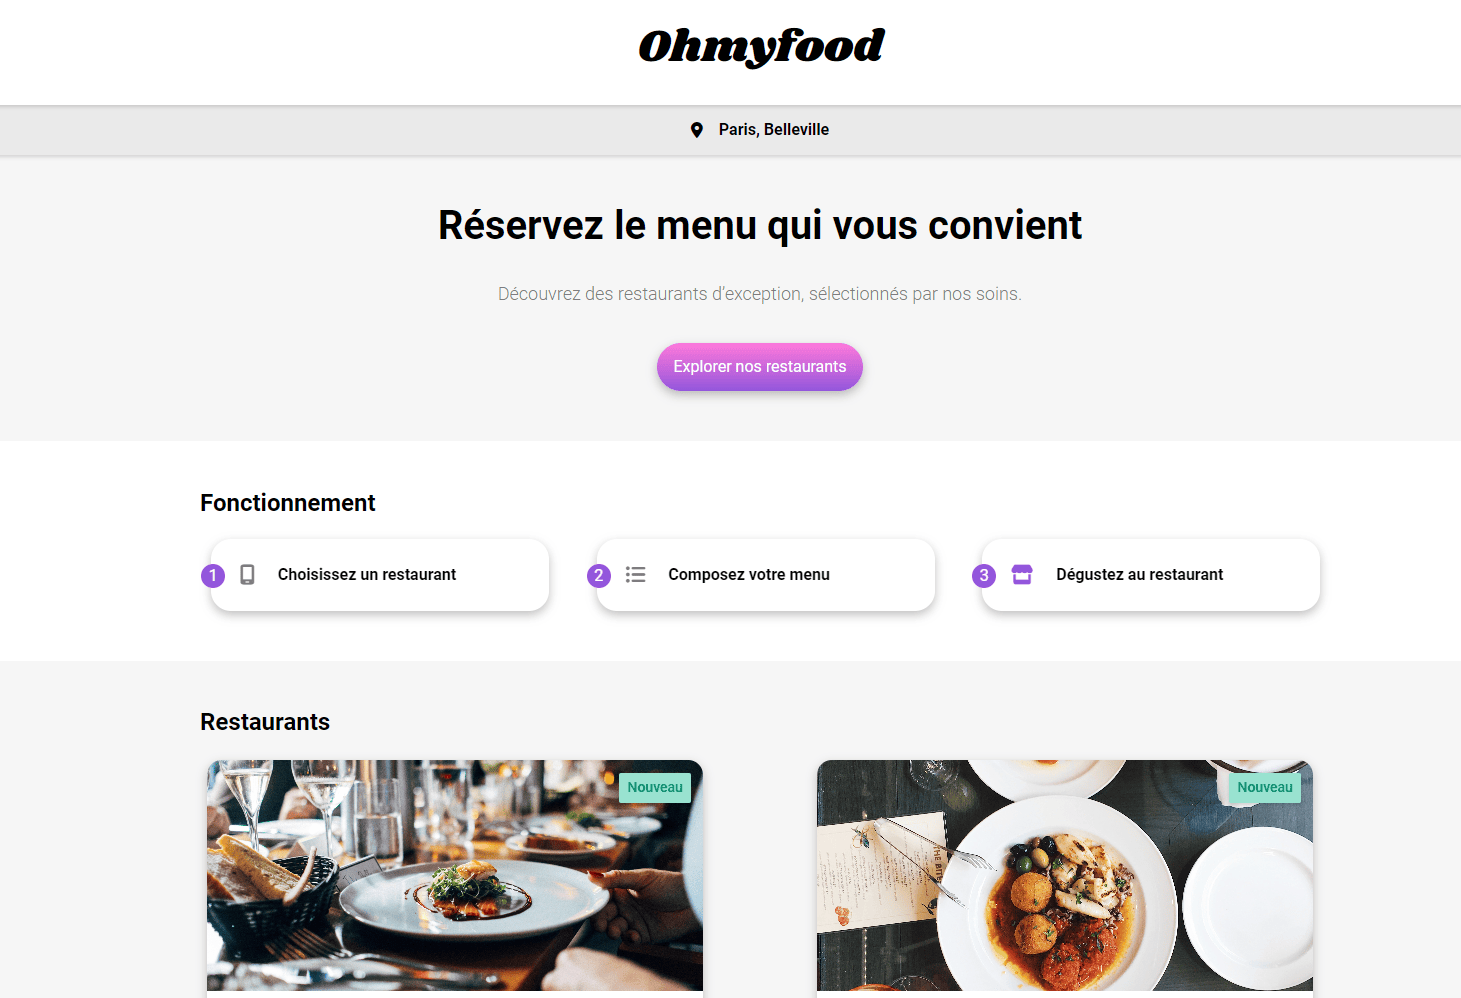 Ohmyfood
Paris, Belleville
Réservez le menu qui vous convient
Découvrez des restaurants d’exception, sélectionnés par nos soins.
Explorer nos restaurants
Fonctionnement
1 Choisissez un restaurant
2 Composez votre menu
3 Dégustez au restaurant
Restaurants
Nouveau
Nouveau